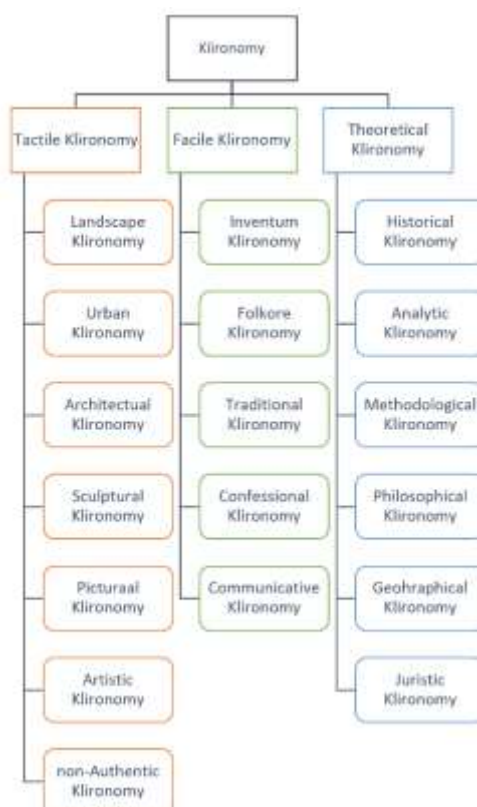 Klironomy
Tactile Klironomy
Facile Klironomy
Theoretical
Klironomy
Landscape
Klironomy
Urban
Klironomy
Architectual
Klironomy
Sculptural
Klironomy
Picturaal
Klironomy
Artistic
Klironomy
non-Authentic
Klironomy
Inventum
Klironomy
Folkore
Klironomy
Traditional
Klironomy
Confessional
Klironomy
Communicative
Klironomy
Historical
Klironomy
Analytic
Klironomy
Methodological
Klironomy
Philosophical
Klironomy
Geohraphical
Klironomy
Juristic
Klironomy